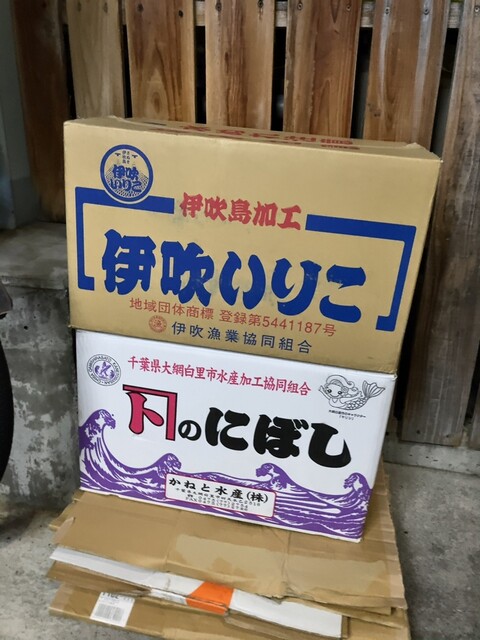 伊吹
いりこ
伊吹島加工
伊吹いりこ
地域団体商標 登録第5441187号
伊吹漁業協同組合
千葉県大網白里市水産加工協同組合
のにぼし
かねと水産(株)